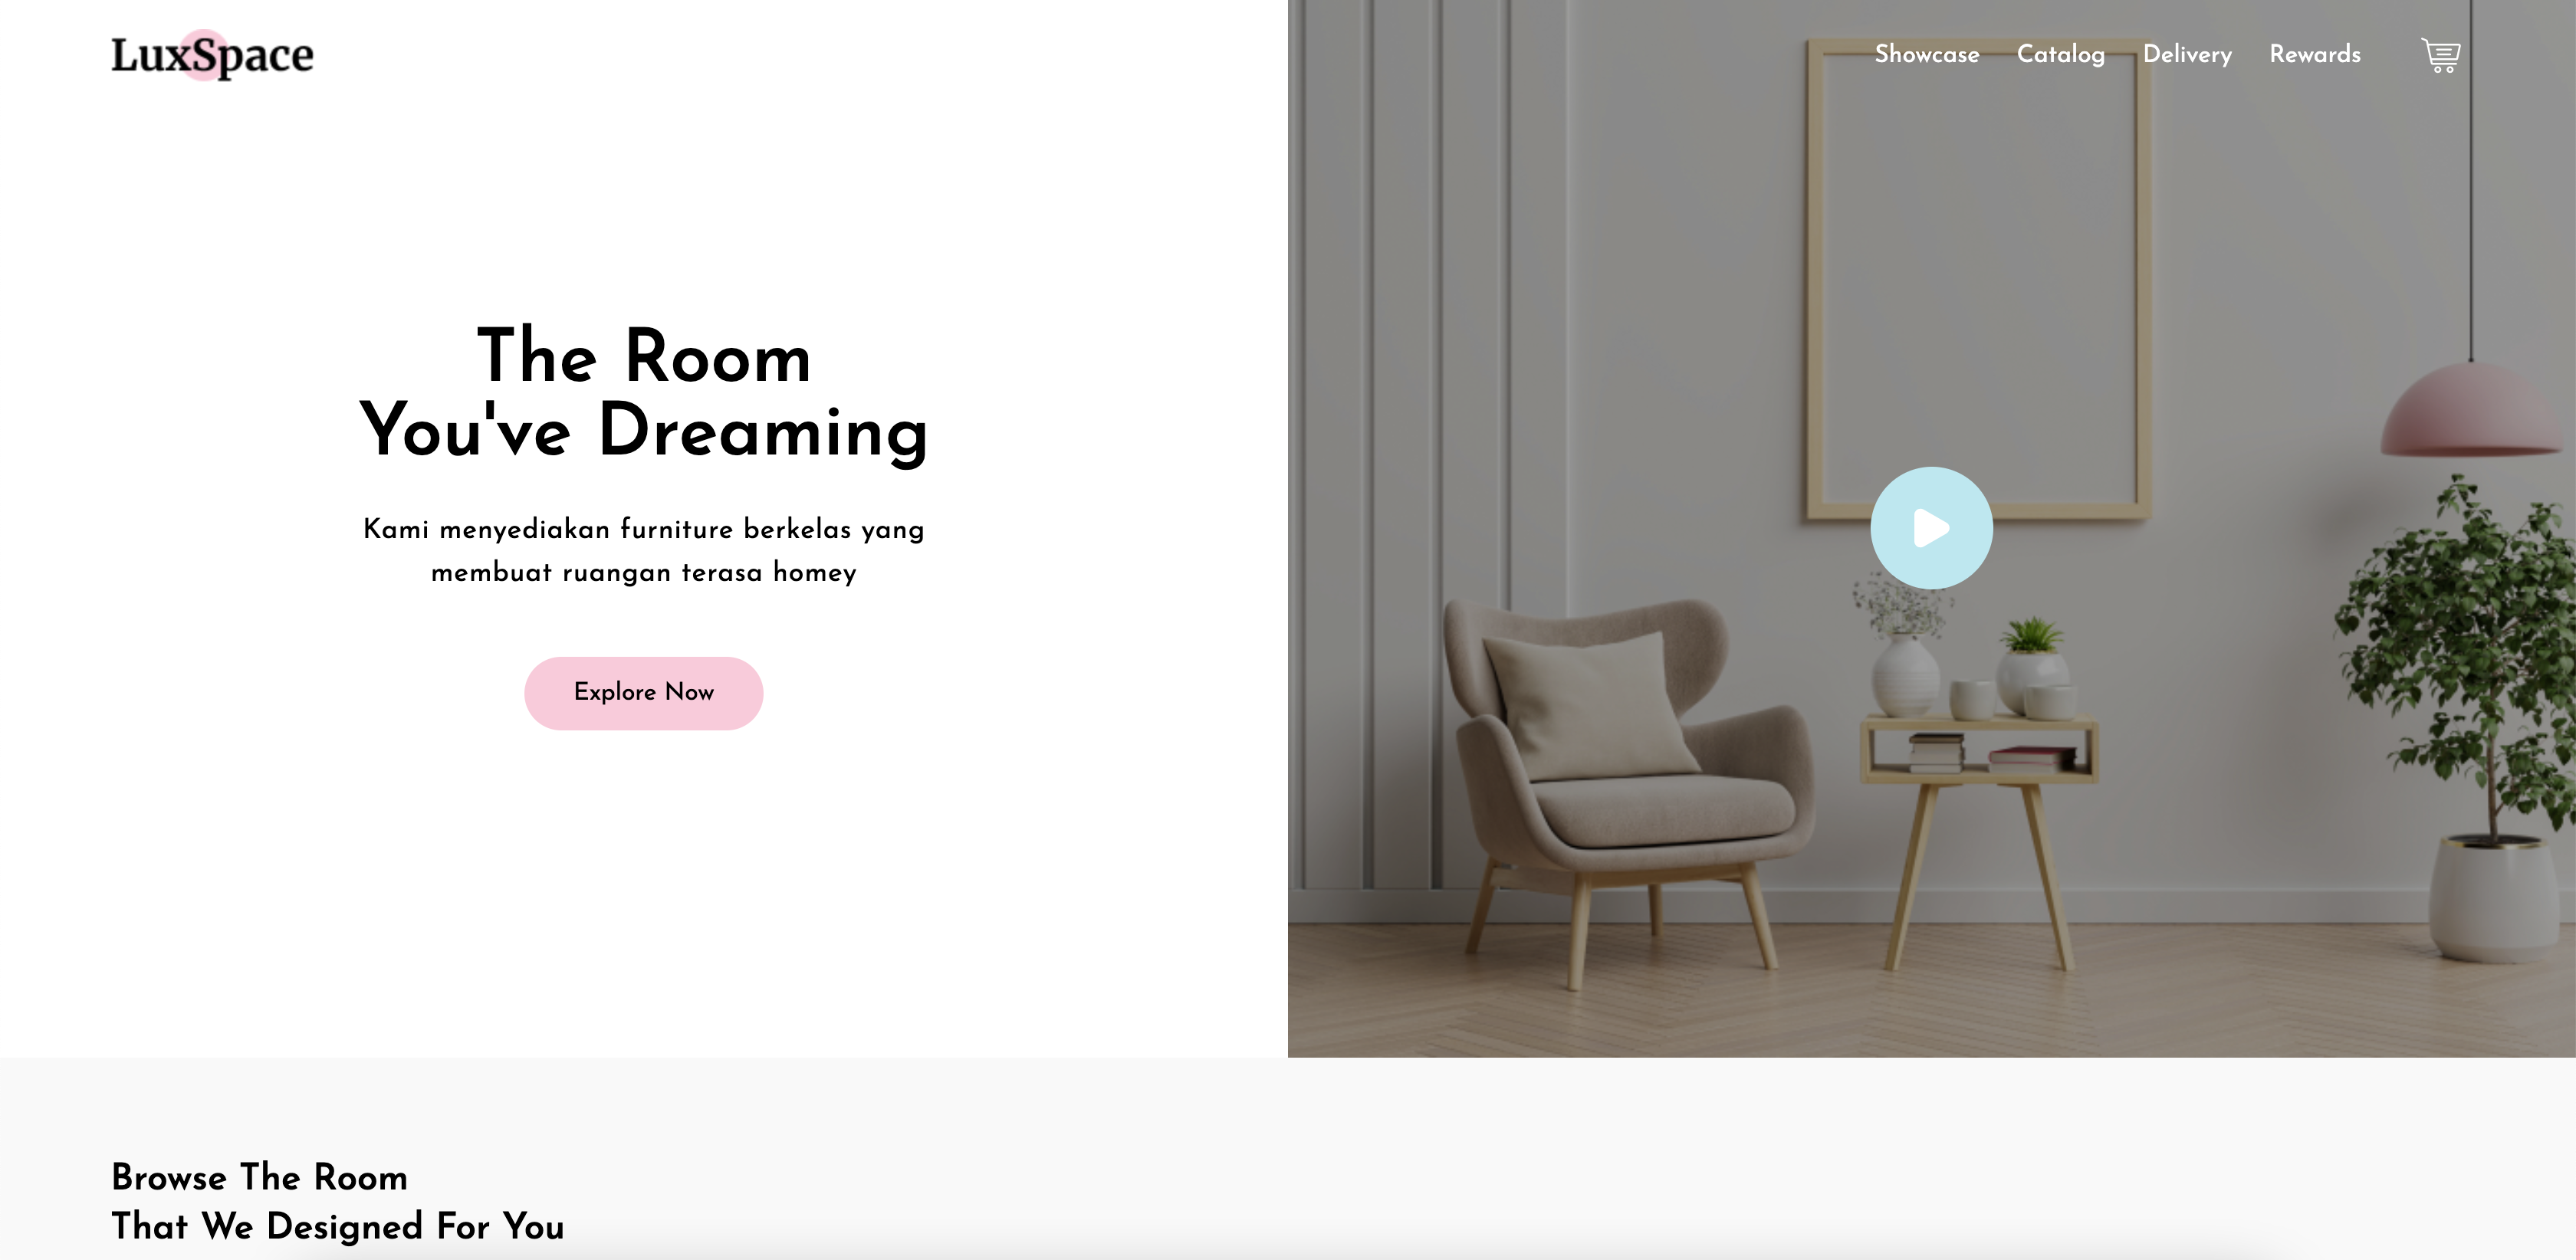 LuxSpace
Showcase Catalog Delivery Rewards
The Room
You've Dreaming
Kami menyediakan furniture berkelas yang
membuat ruangan terasa homey
Explore Now
Browse The Room
That We Designed For You